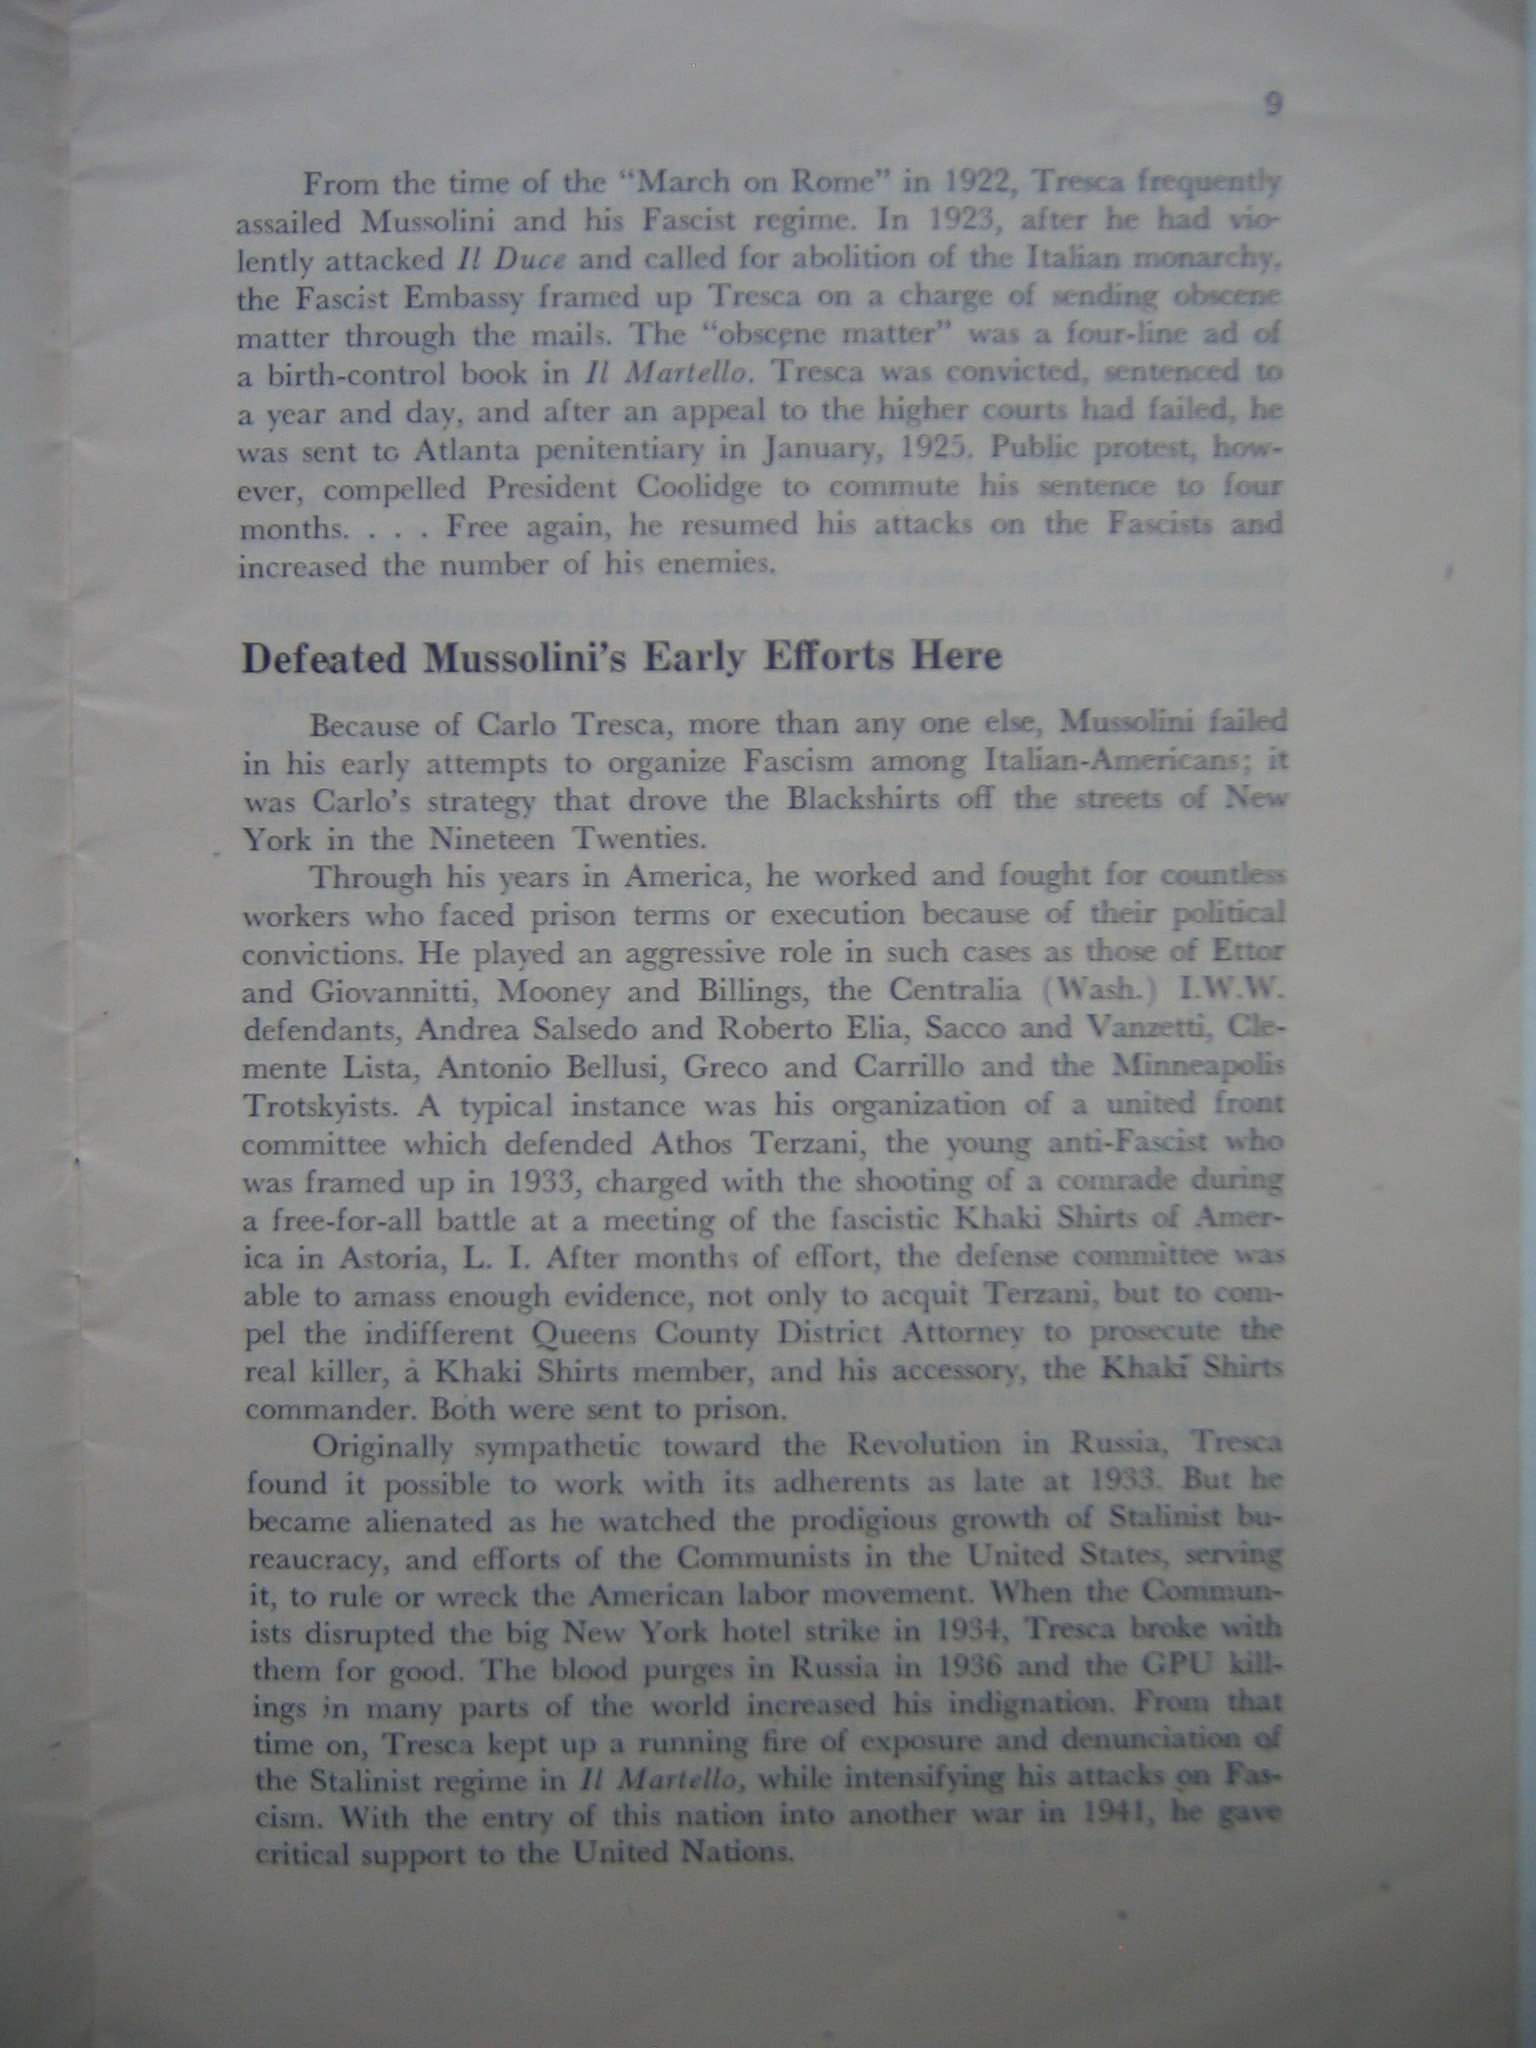 9
From the time of the “March on Rome” in 1922, Tresca frequently
assailed Mussolini and his Fascist regime. In 1923, after he had vio-
lently attacked Il Duce and called for abolition of the Italian monarchy,
the Fascist Embassy framed up Tresca on a charge of sending obscene
matter through the mails. The “obscene matter” was a four-line ad of
a birth-control book in Il Martello. Tresca was convicted, sentenced to
a year and day, and after an appeal to the higher courts had failed, he
was sent to Atlanta penitentiary in January, 1925. Public protest, how-
ever, compelled President Coolidge to commute his sentence to four
months. . . . Free again, he resumed his attacks on the Fascists and
increased the number of his enemies.
Defeated Mussolini’s Early Efforts Here
Because of Carlo Tresca, more than any one else, Mussolini failed
in his early attempts to organize Fascism among Italian-Americans; it
was Carlo’s strategy that drove the Blackshirts off the streets of New
York in the Nineteen Twenties.
Through his years in America, he worked and fought for countless
workers who faced prison terms or execution because of their political
convictions. He played an aggressive role in such cases as those of Ettor
and Giovannitti, Mooney and Billings, the Centralia (Wash.) I.W.W.
defendants, Andrea Salsedo and Roberto Elia, Sacco and Vanzetti, Cle-
mente Lista, Antonio Bellusi, Greco and Carrillo and the Minneapolis
Trotskyists. A typical instance was his organization of a united front
committee which defended Athos Terzani, the young anti-Fascist who
was framed up in 1933, charged with the shooting of a comrade during
a free-for-all battle at a meeting of the fascistic Khaki Shirts of Amer-
ica in Astoria, L. I. After months of effort, the defense committee was
able to amass enough evidence, not only to acquit Terzani, but to com-
pel the indifferent Queens County District Attorney to prosecute the
real killer, a Khaki Shirts member, and his accessory, the Khaki Shirts
commander. Both were sent to prison.
Originally sympathetic toward the Revolution in Russia, Tresca
found it possible to work with its adherents as late at 1933. But he
became alienated as he watched the prodigious growth of Stalinist bu-
reaucracy, and efforts of the Communists in the United States, serving
it, to rule or wreck the American labor movement. When the Commun-
ists disrupted the big New York hotel strike in 1934, Tresca broke with
them for good. The blood purges in Russia in 1936 and the GPU kill-
ings in many parts of the world increased his indignation. From that
time on, Tresca kept up a running fire of exposure and denunciation of
the Stalinist regime in Il Martello, while intensifying his attacks on Fas-
cism. With the entry of this nation into another war in 1941, he gave
critical support to the United Nations.